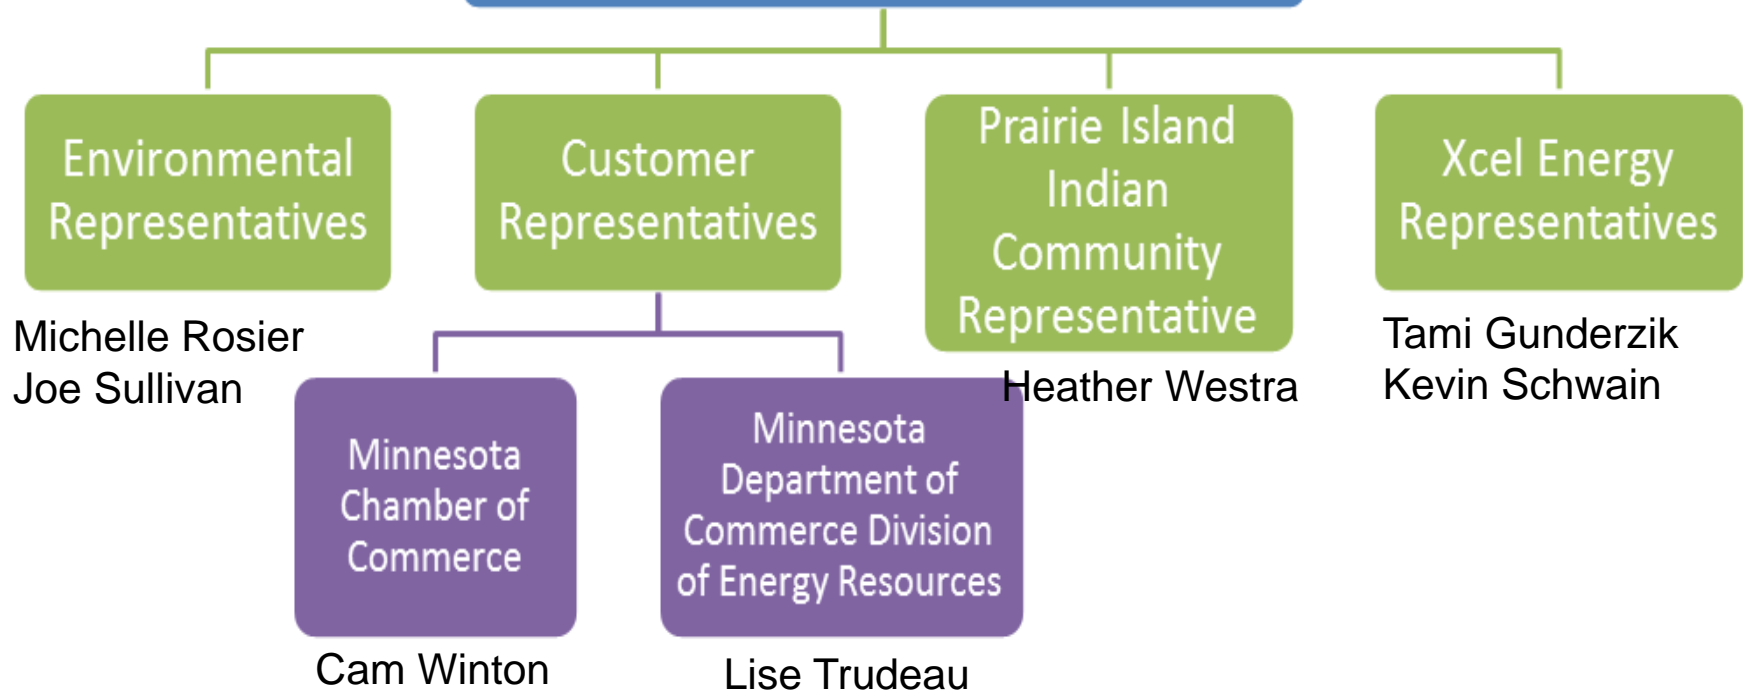 Environmental
Representatives
Michelle Rosier
Joe Sullivan
Customer
Representatives
Minnesota
Chamber of
Commerce
Cam Winton
Minnesota
Department of
Commerce Division
of Energy Resources
Lise Trudeau
Prairie Island
Indian
Community
Representative
Heather Westra
Xcel Energy
Representatives
Tami Gunderzik
Kevin Schwain